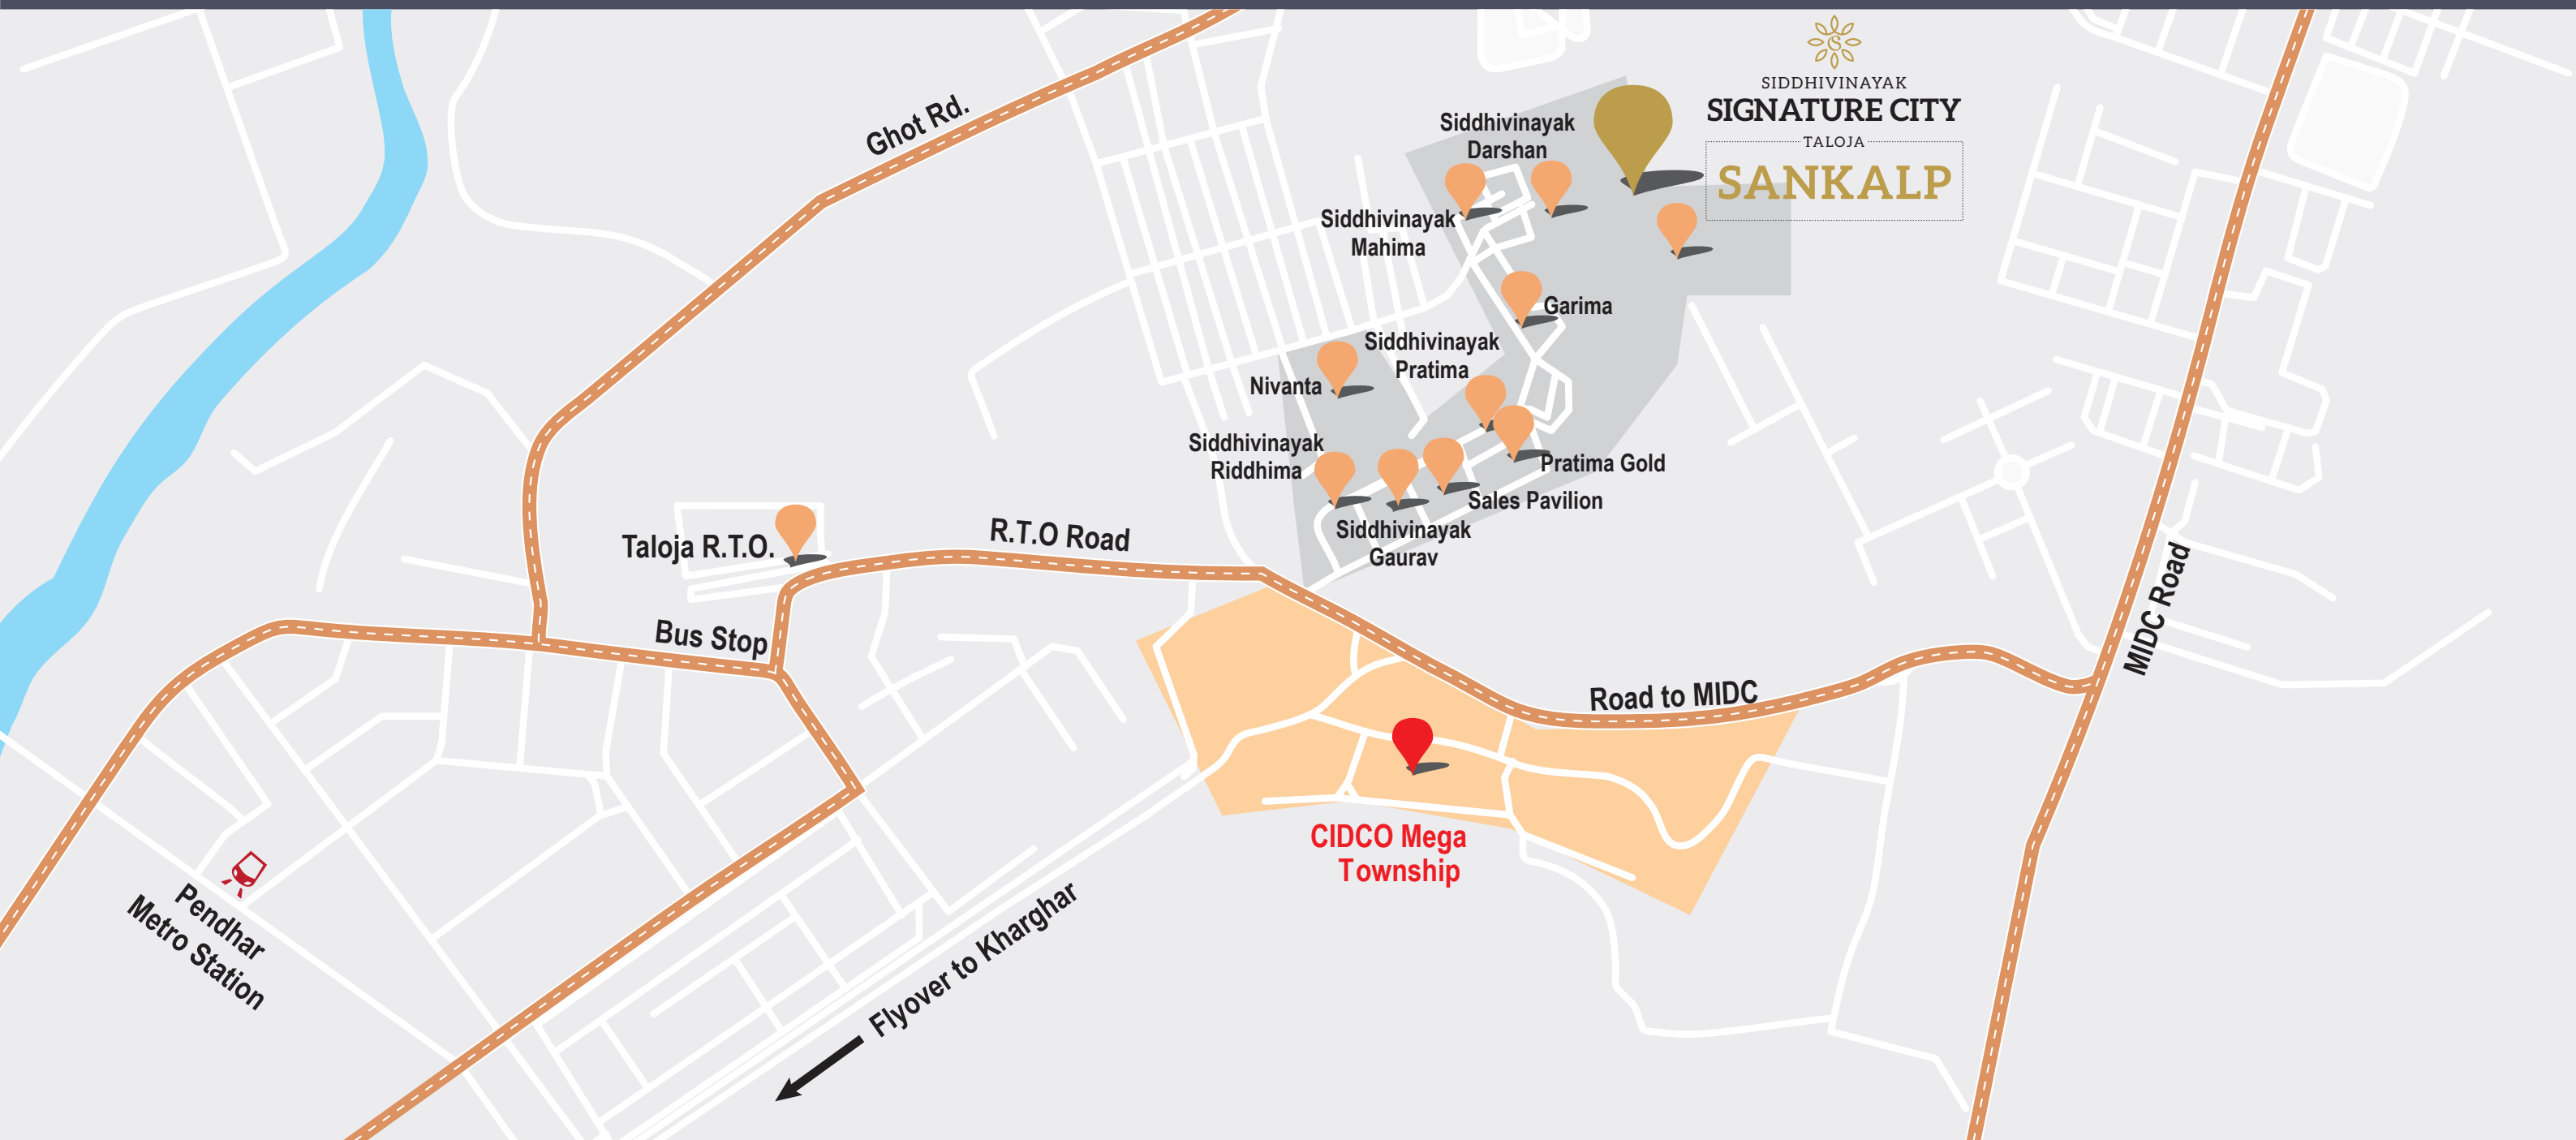 SIDDHIVINAYAK
SIGNATURE CITY
TALOJA
SANKALP
Ghot Rd.
Siddhivinayak
Darshan
Siddhivinayak
Mahima
Garima
Siddhivinayak
Pratima
Nivanta
Siddhivinayak
Riddhima
Pratima Gold
Sales Pavilion
Siddhivinayak
Gaurav
Taloja R.T.O.
R.T.O Road
Bus Stop
MIDC Road
Road to MIDC
CIDCO Mega
Township
Pendhar
Metro Station
Flyover to Kharghar